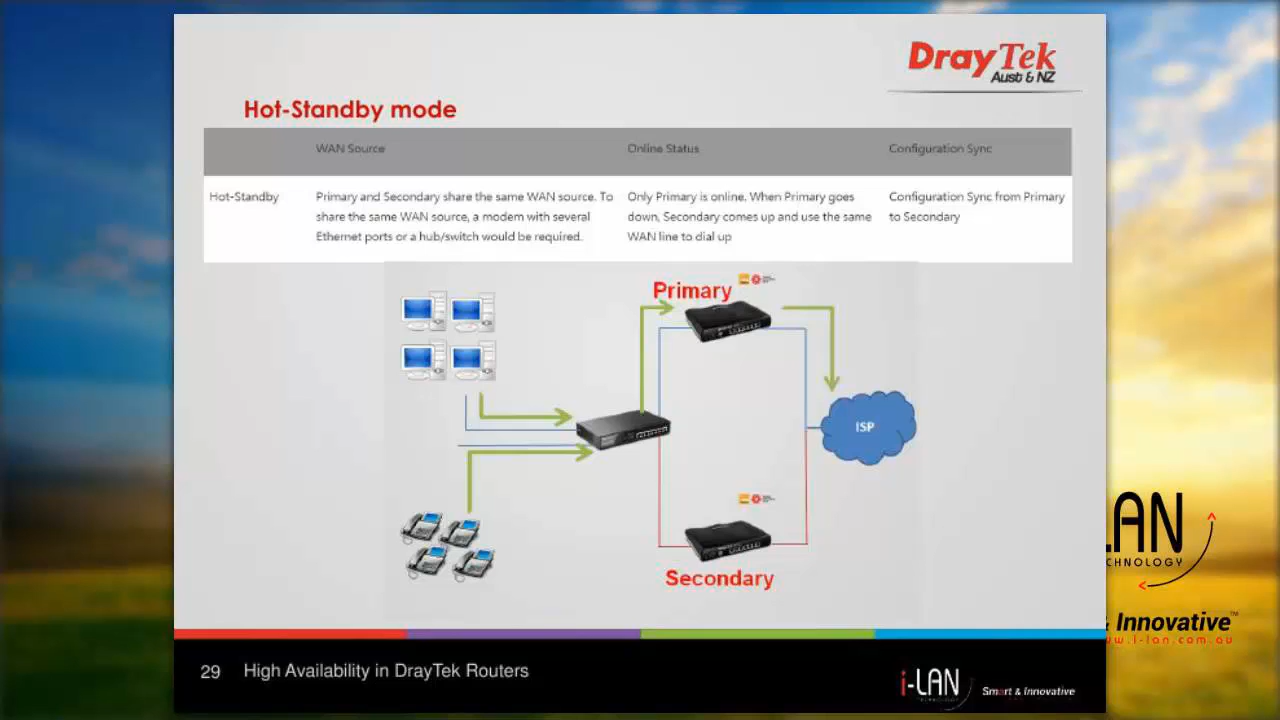 DrayTek
Aust & NZ
Hot-Standby mode
WAN Source
Online Status
Configuration Sync
Hot-Standby
Primary and Secondary share the same WAN source. To
share the same WAN source, a modem with several
Ethernet ports or a hub/switch would be required.
Only Primary is online. When Primary goes
down, Secondary comes up and use the same
WAN line to dial up
Configuration Sync from Primary
to Secondary
Primary
ISP
Secondary
LAN
TECHNOLOGY
& Innovative™
www.i-lan.com.au
29 High Availability in DrayTek Routers
i-LAN
TECHNOLOGY
Smart & Innovative